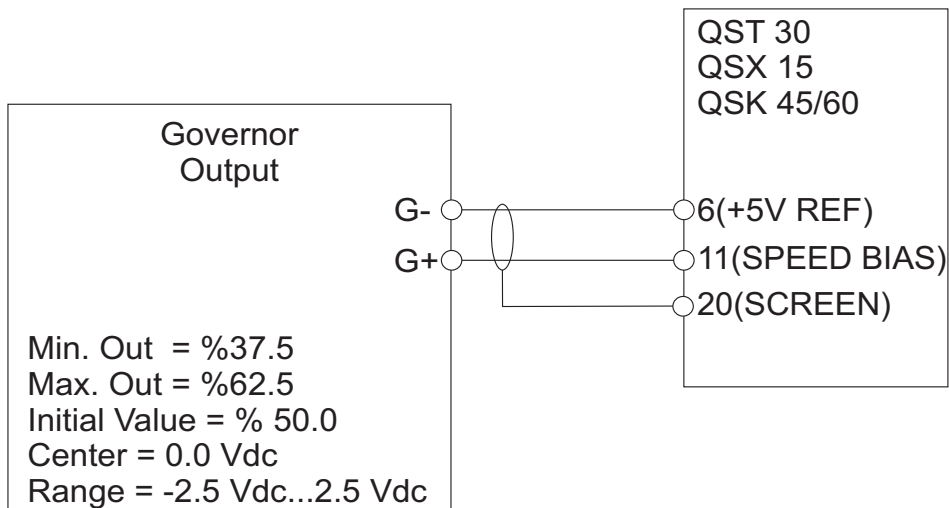 QST 30
QSX 15
QSK 45/60
Governor
Output
G-
6(+5V REF)
G+
11(SPEED BIAS)
20(SCREEN)
Min. Out = %37.5
Max. Out = %62.5
Initial Value = % 50.0
Center = 0.0 Vdc
Range = -2.5 Vdc...2.5 Vdc